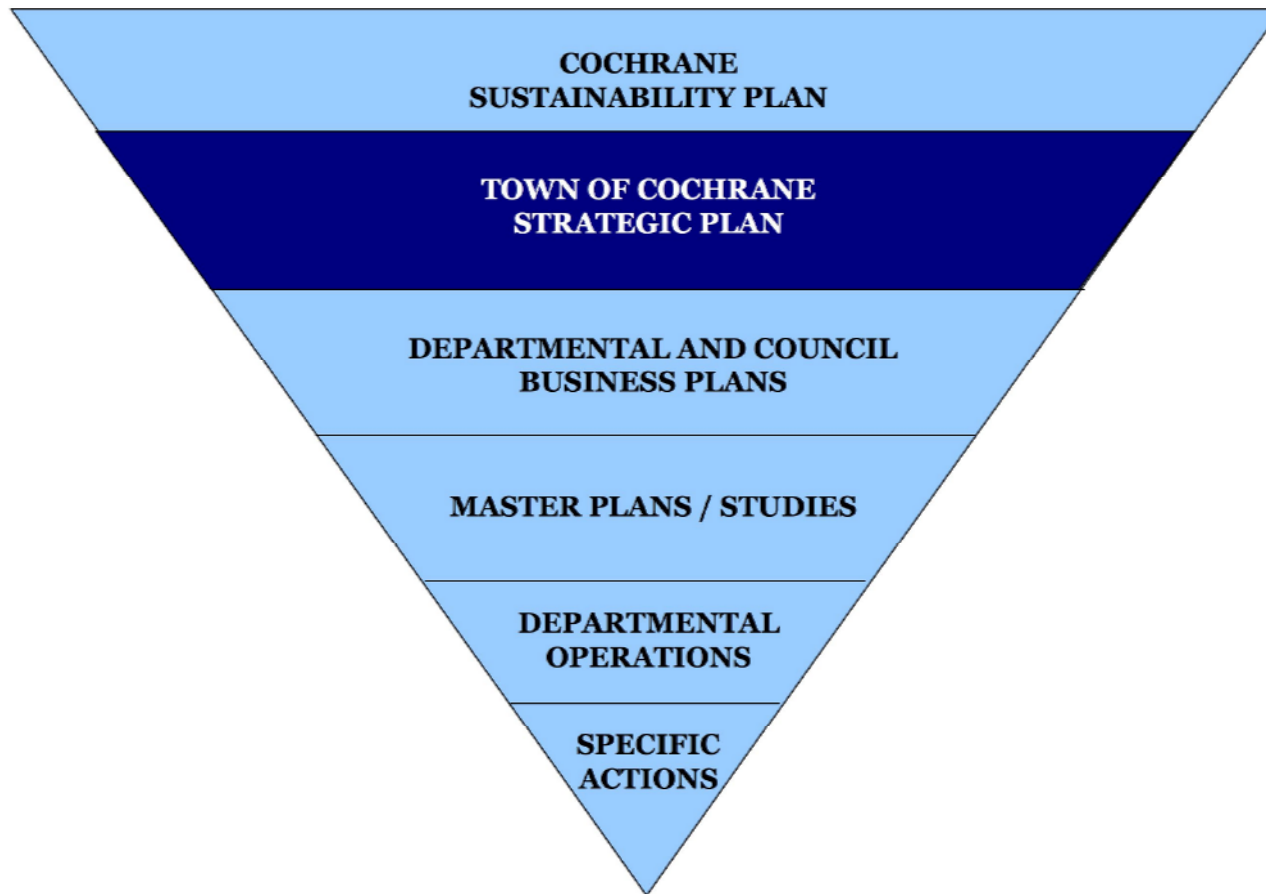 COCHRANE
SUSTAINABILITY PLAN
TOWN OF COCHRANE
STRATEGIC PLAN
DEPARTMENTAL AND COUNCIL
BUSINESS PLANS
MASTER PLANS / STUDIES
DEPARTMENTAL
OPERATIONS
SPECIFIC
ACTIONS